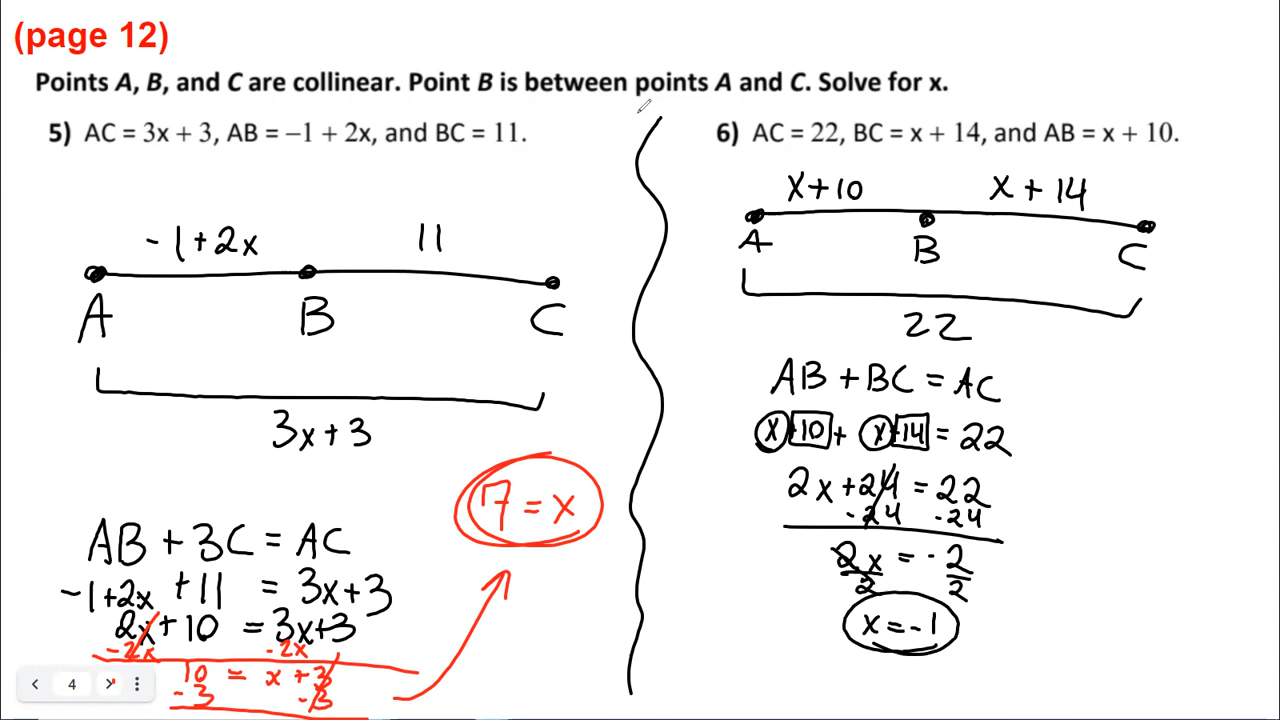 (page 12)
Points A, B, and C are collinear. Point B is between points A and C. Solve for x.
5) AC = 3x + 3, AB = −1 + 2x, and BC = 11.
-1+2x 11
A B C
3x+3
AB + BC = AC
-1+2x +11 = 3x+3
2x+10 = 3x+3
-2x -2x
10 = x +3
-3 -3
7 = x
6) AC = 22, BC = x + 14, and AB = x + 10.
x+10 x+14
A B C
22
AB + BC = AC
x+10 + x+14 = 22
2x+24 = 22
-24 -24
2x = -2
2 2
x = -1
4